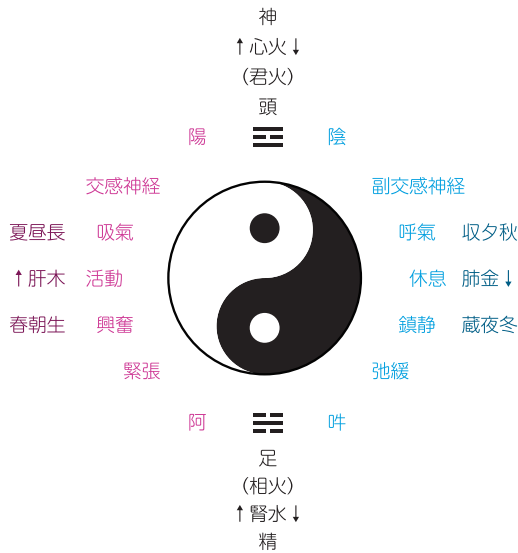 神
↑心火↓
（君火）
頭
陽 陰
交感神経 副交感神経
夏昼長 吸氣 呼氣 収夕秋
↑肝木 活動 休息 肺金↓
春朝生 興奮 鎮静 蔵夜冬
緊張 弛緩
阿 吽
足
（相火）
↑腎水↓
精